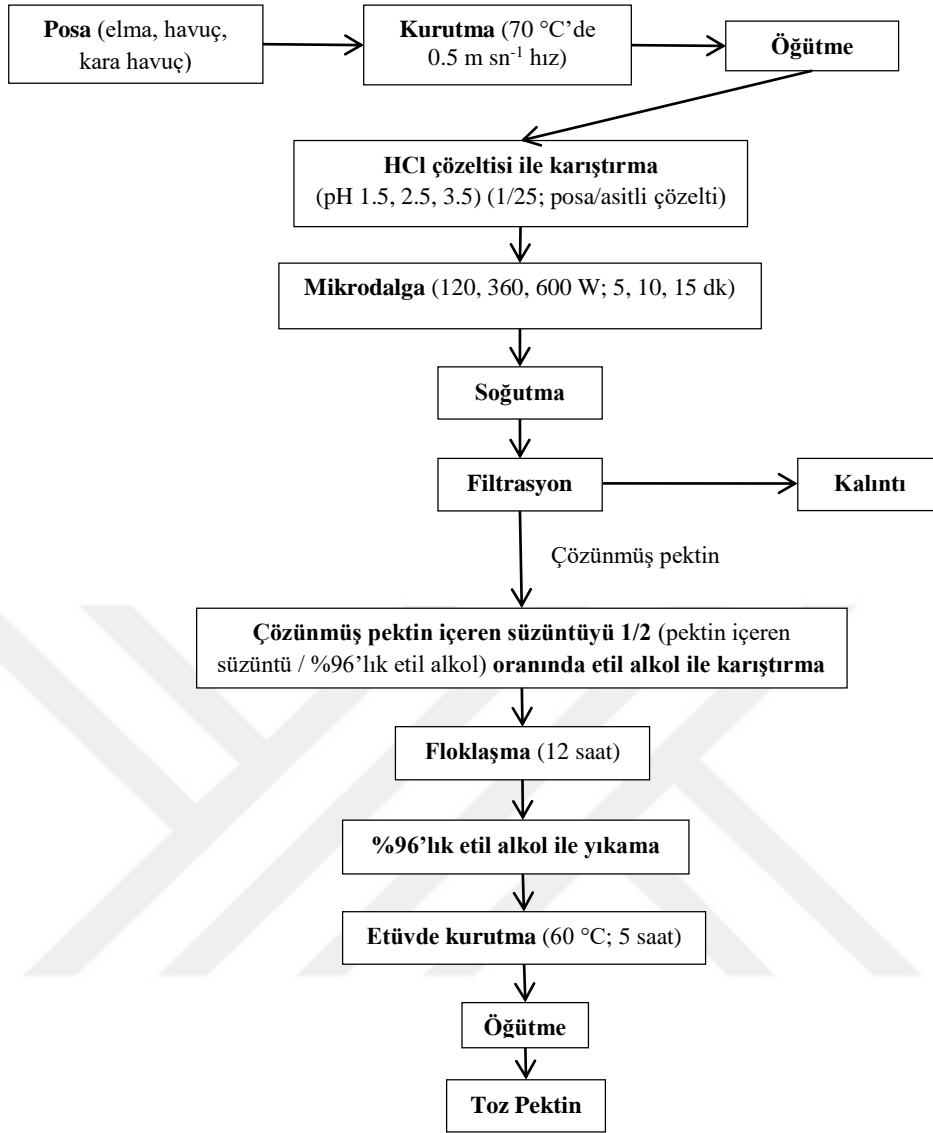 Posa (elma, havuç,
kara havuç)
Kurutma (70 °C’de
0.5 m sn-1 hız)
Öğütme
HCl çözeltisi ile karıştırma
(pH 1.5, 2.5, 3.5) (1/25; posa/asitli çözelti)
Mikrodalga (120, 360, 600 W; 5, 10, 15 dk)
Soğutma
Filtrasyon
Kalıntı
Çözünmüş pektin
Çözünmüş pektin içeren süzüntüyü 1/2 (pektin içeren
süzüntü / %96’lık etil alkol) oranında etil alkol ile karıştırma
Floklaşma (12 saat)
%96’lık etil alkol ile yıkama
Etüvde kurutma (60 °C; 5 saat)
Öğütme
Toz Pektin